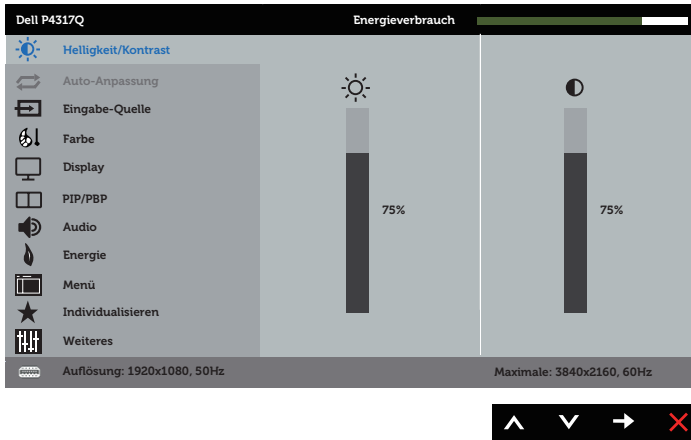 Dell P4317Q Energieverbrauch
Helligkeit/Kontrast
Auto-Anpassung
Eingabe-Quelle
Farbe
Display
PIP/PBP
Audio
Energie
Menü
Individualisieren
Weiteres
75%
75%
Auflösung: 1920x1080, 50Hz Maximale: 3840x2160, 60Hz